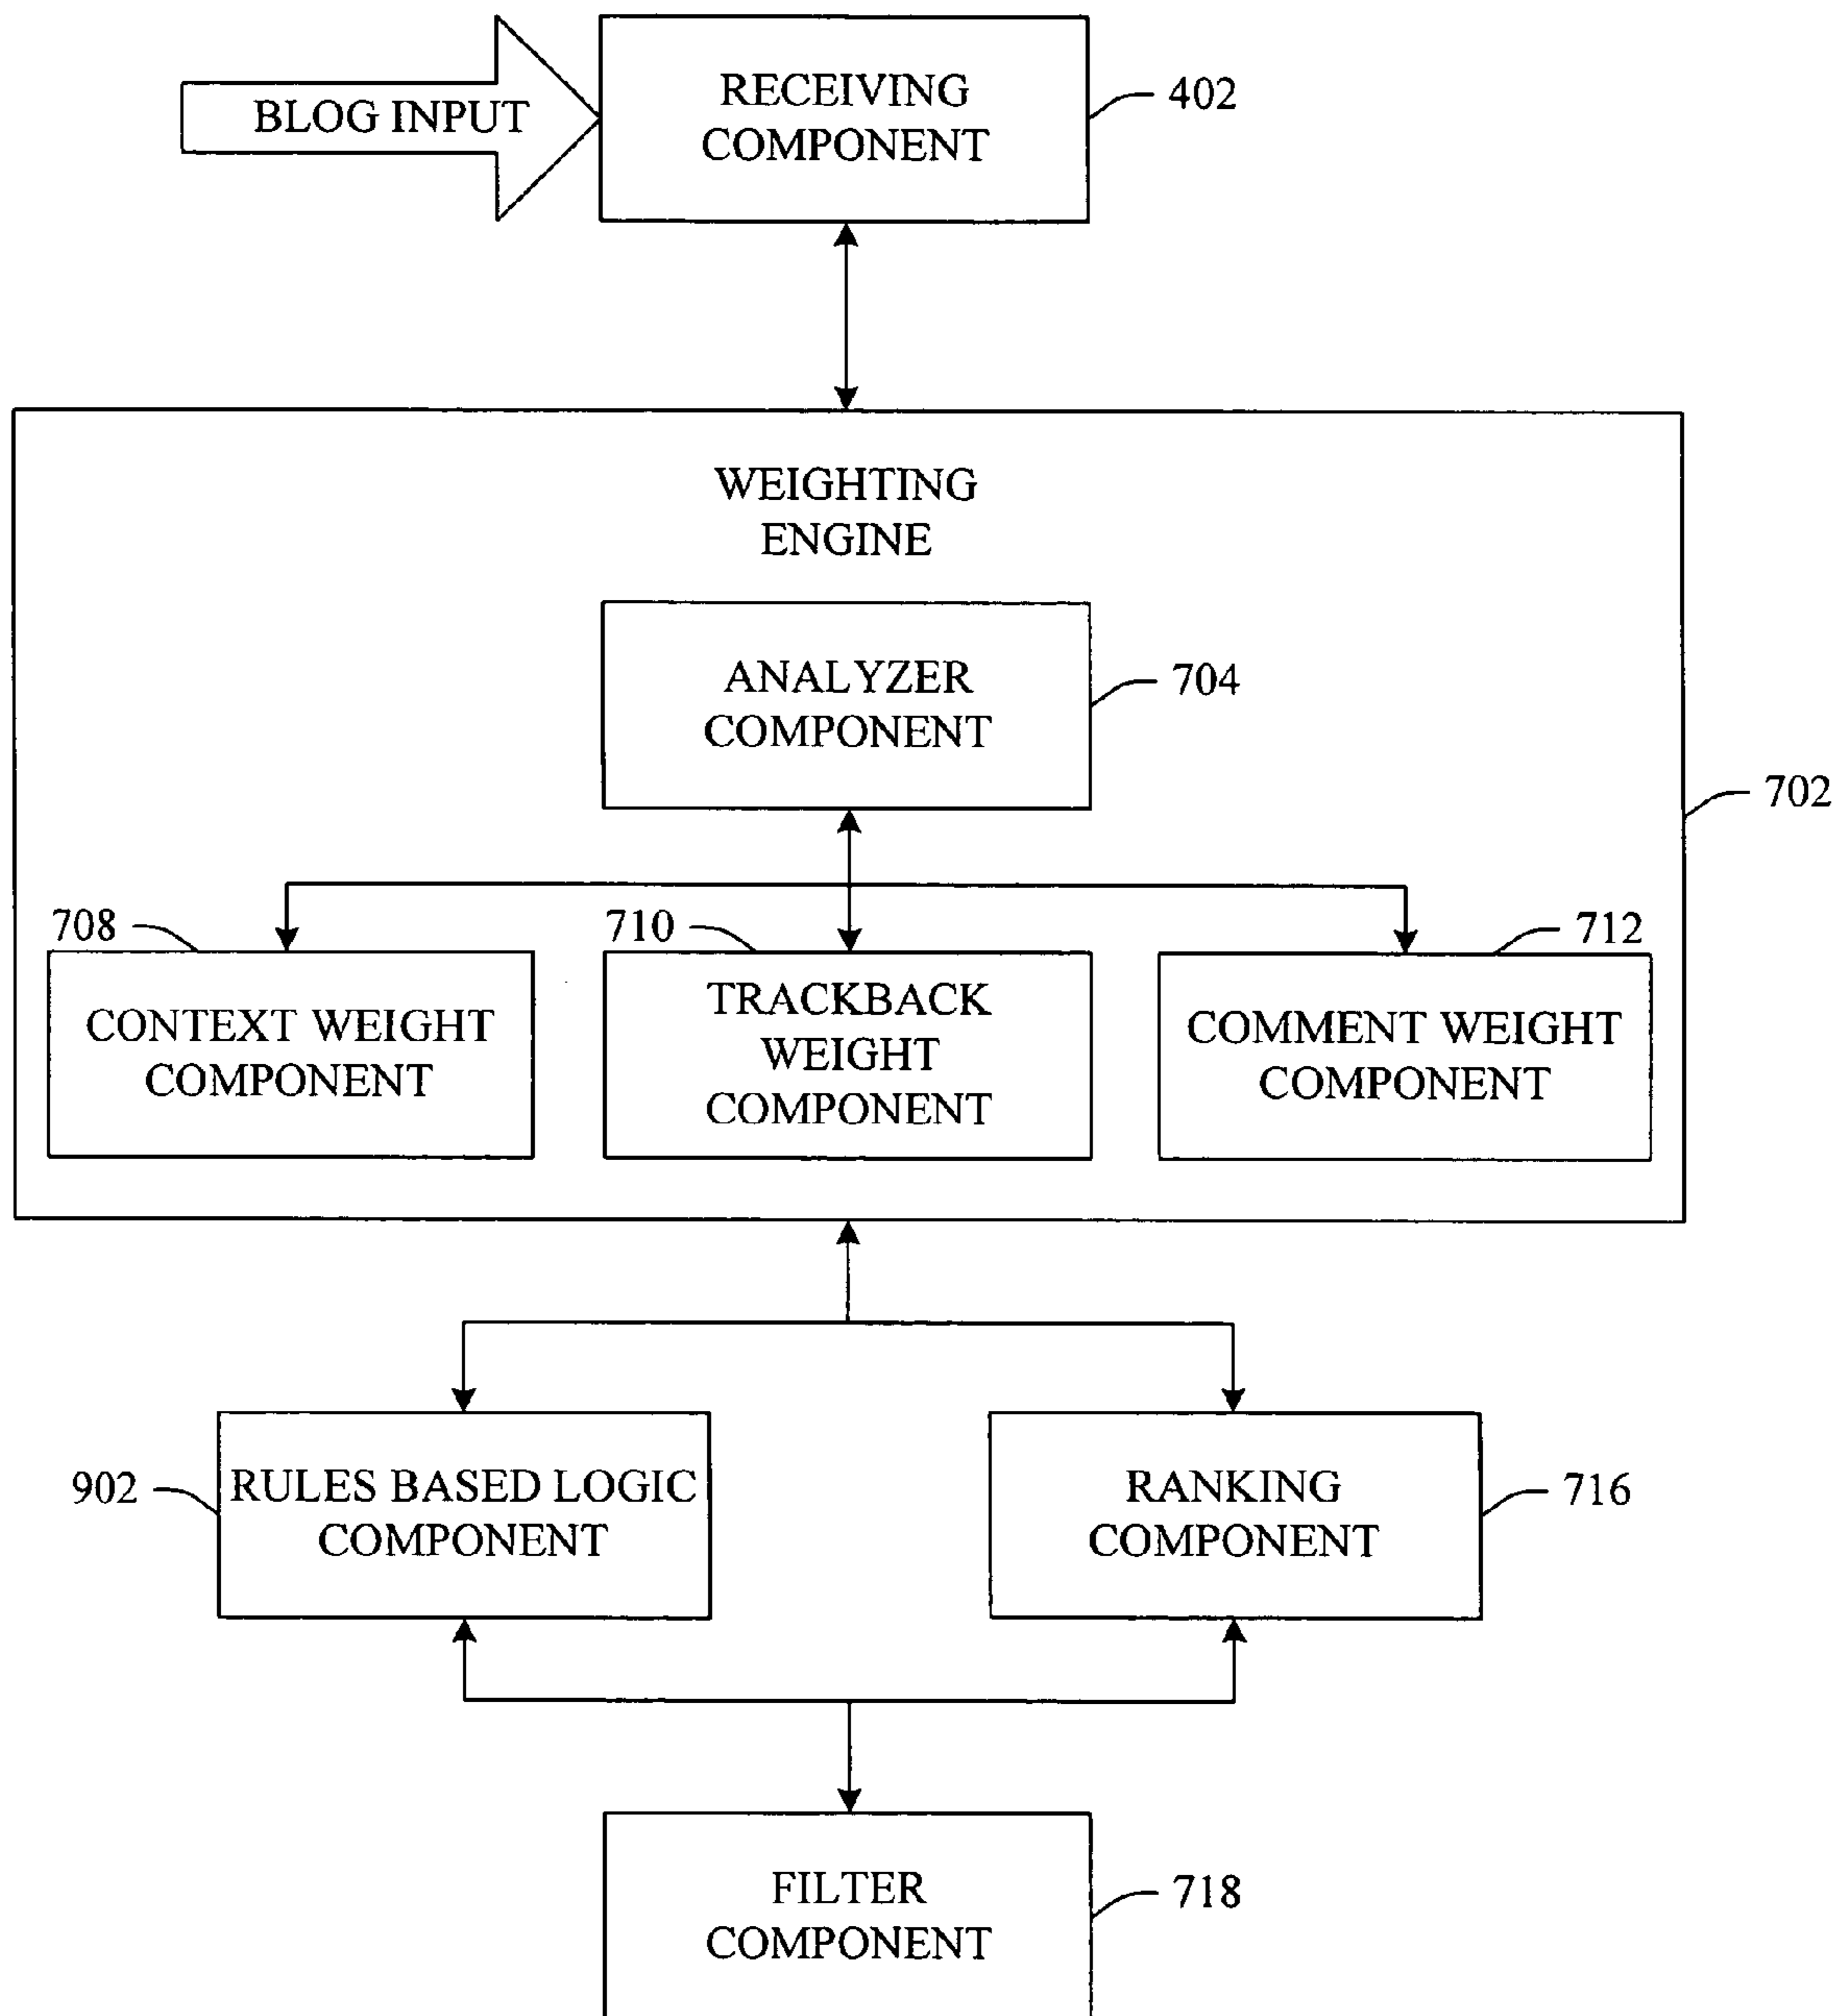 BLOG INPUT
RECEIVING
COMPONENT
402
WEIGHTING
ENGINE
ANALYZER
COMPONENT
704
702
708
710
712
CONTEXT WEIGHT
COMPONENT
TRACKBACK
WEIGHT
COMPONENT
COMMENT WEIGHT
COMPONENT
902
RULES BASED LOGIC
COMPONENT
RANKING
COMPONENT
716
FILTER
COMPONENT
718